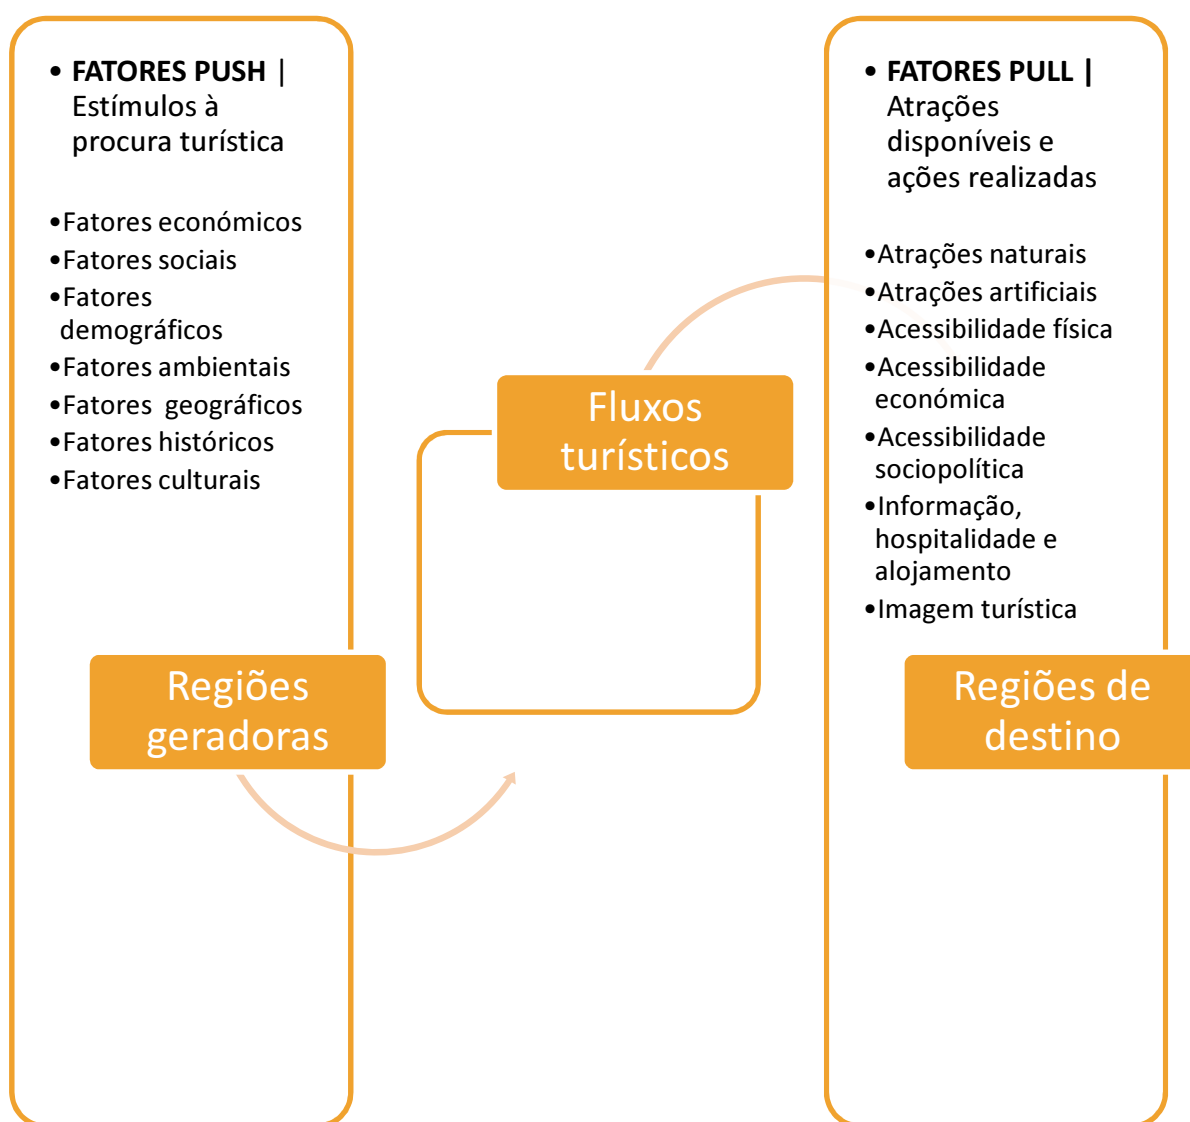 • FATORES PUSH |
Estímulos à
procura turística
•Fatores económicos
•Fatores sociais
•Fatores
demográficos
•Fatores ambientais
•Fatores geográficos
•Fatores históricos
•Fatores culturais
Regiões
geradoras
Fluxos
turísticos
• FATORES PULL |
Atrações
disponíveis e
ações realizadas
•Atrações naturais
•Atrações artificiais
•Acessibilidade física
•Acessibilidade
económica
•Acessibilidade
sociopolítica
•Informação,
hospitalidade e
alojamento
•Imagem turística
Regiões de
destino